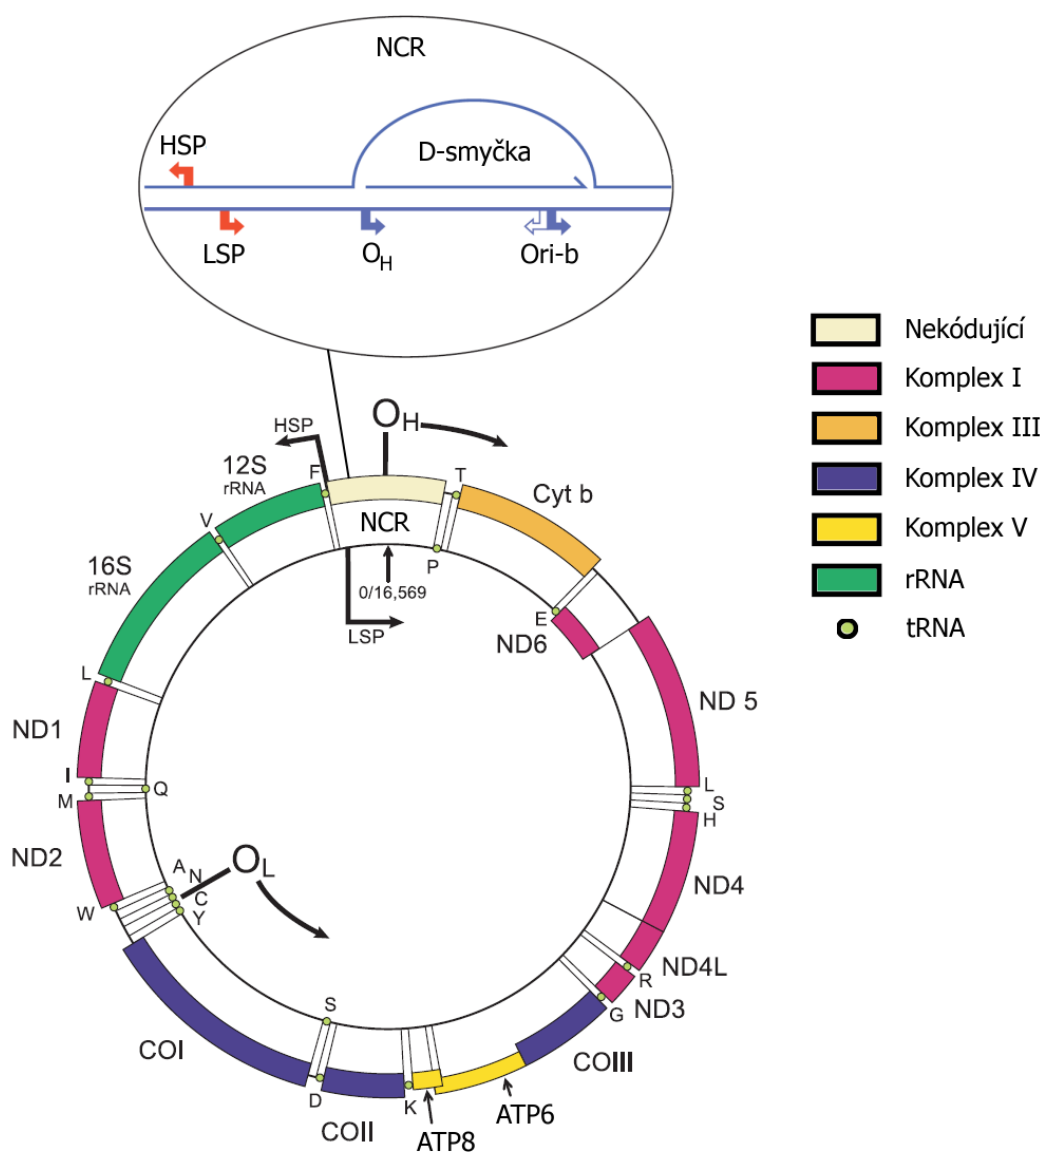 NCR
D-smyčka
HSP
LSP
OH
Ori-b
Nekódující
Komplex I
Komplex III
Komplex IV
Komplex V
rRNA
tRNA
OH
HSP
12S
rRNA
F
T
Cyt b
V
NCR
P
16S
rRNA
0/16,569
E
LSP
ND6
L
ND 5
ND1
I
Q
L
M
S
H
ND2
A
N
OL
C
W
Y
ND4
ND4L
R
ND3
G
S
COI
COIII
D
K
COII
ATP6
ATP8